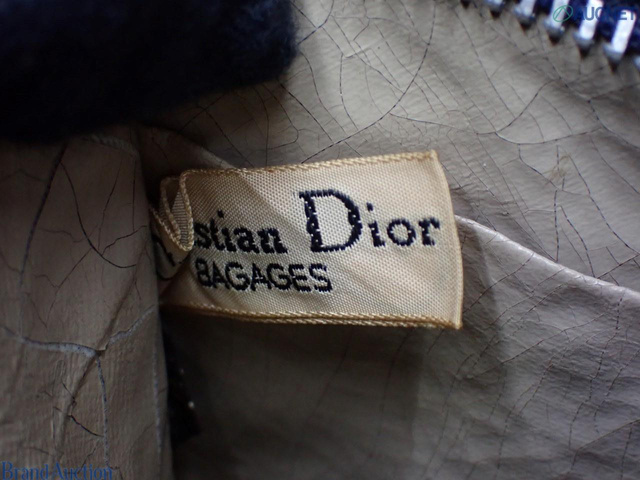 stian Dior
BAGAGES
Brand Auction